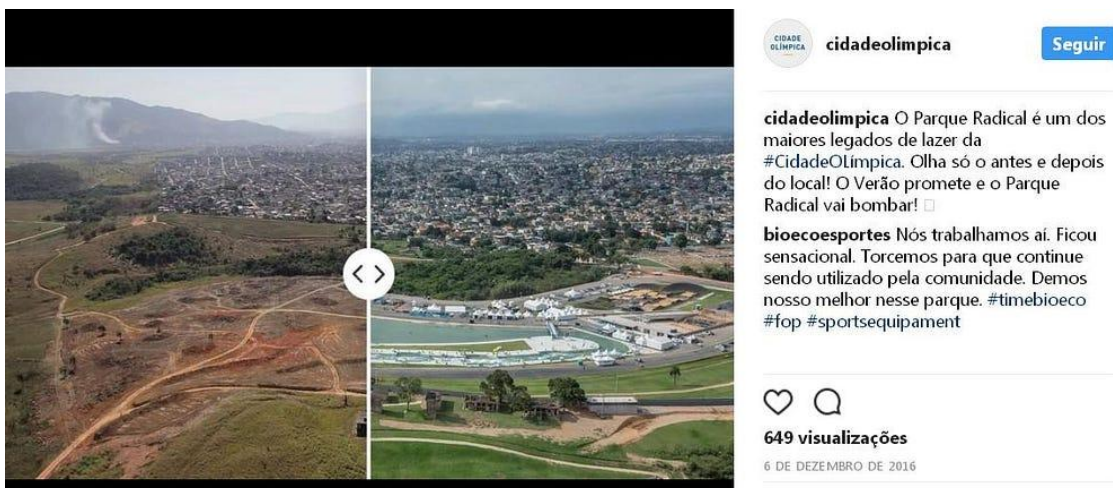 CIDADE
OLÍMPICA
cidadeolimpica
Seguir
cidadeolimpica O Parque Radical é um dos
maiores legados de lazer da
#CidadeOLímpica. Olha só o antes e depois
do local! O Verão promete e o Parque
Radical vai bombar!
bioecoesportes Nós trabalhamos aí. Ficou
sensacional. Torcemos para que continue
sendo utilizado pela comunidade. Demos
nosso melhor nesse parque. #timebioeco
#fop #sportsequipament
649 visualizações
6 DE DEZEMBRO DE 2016